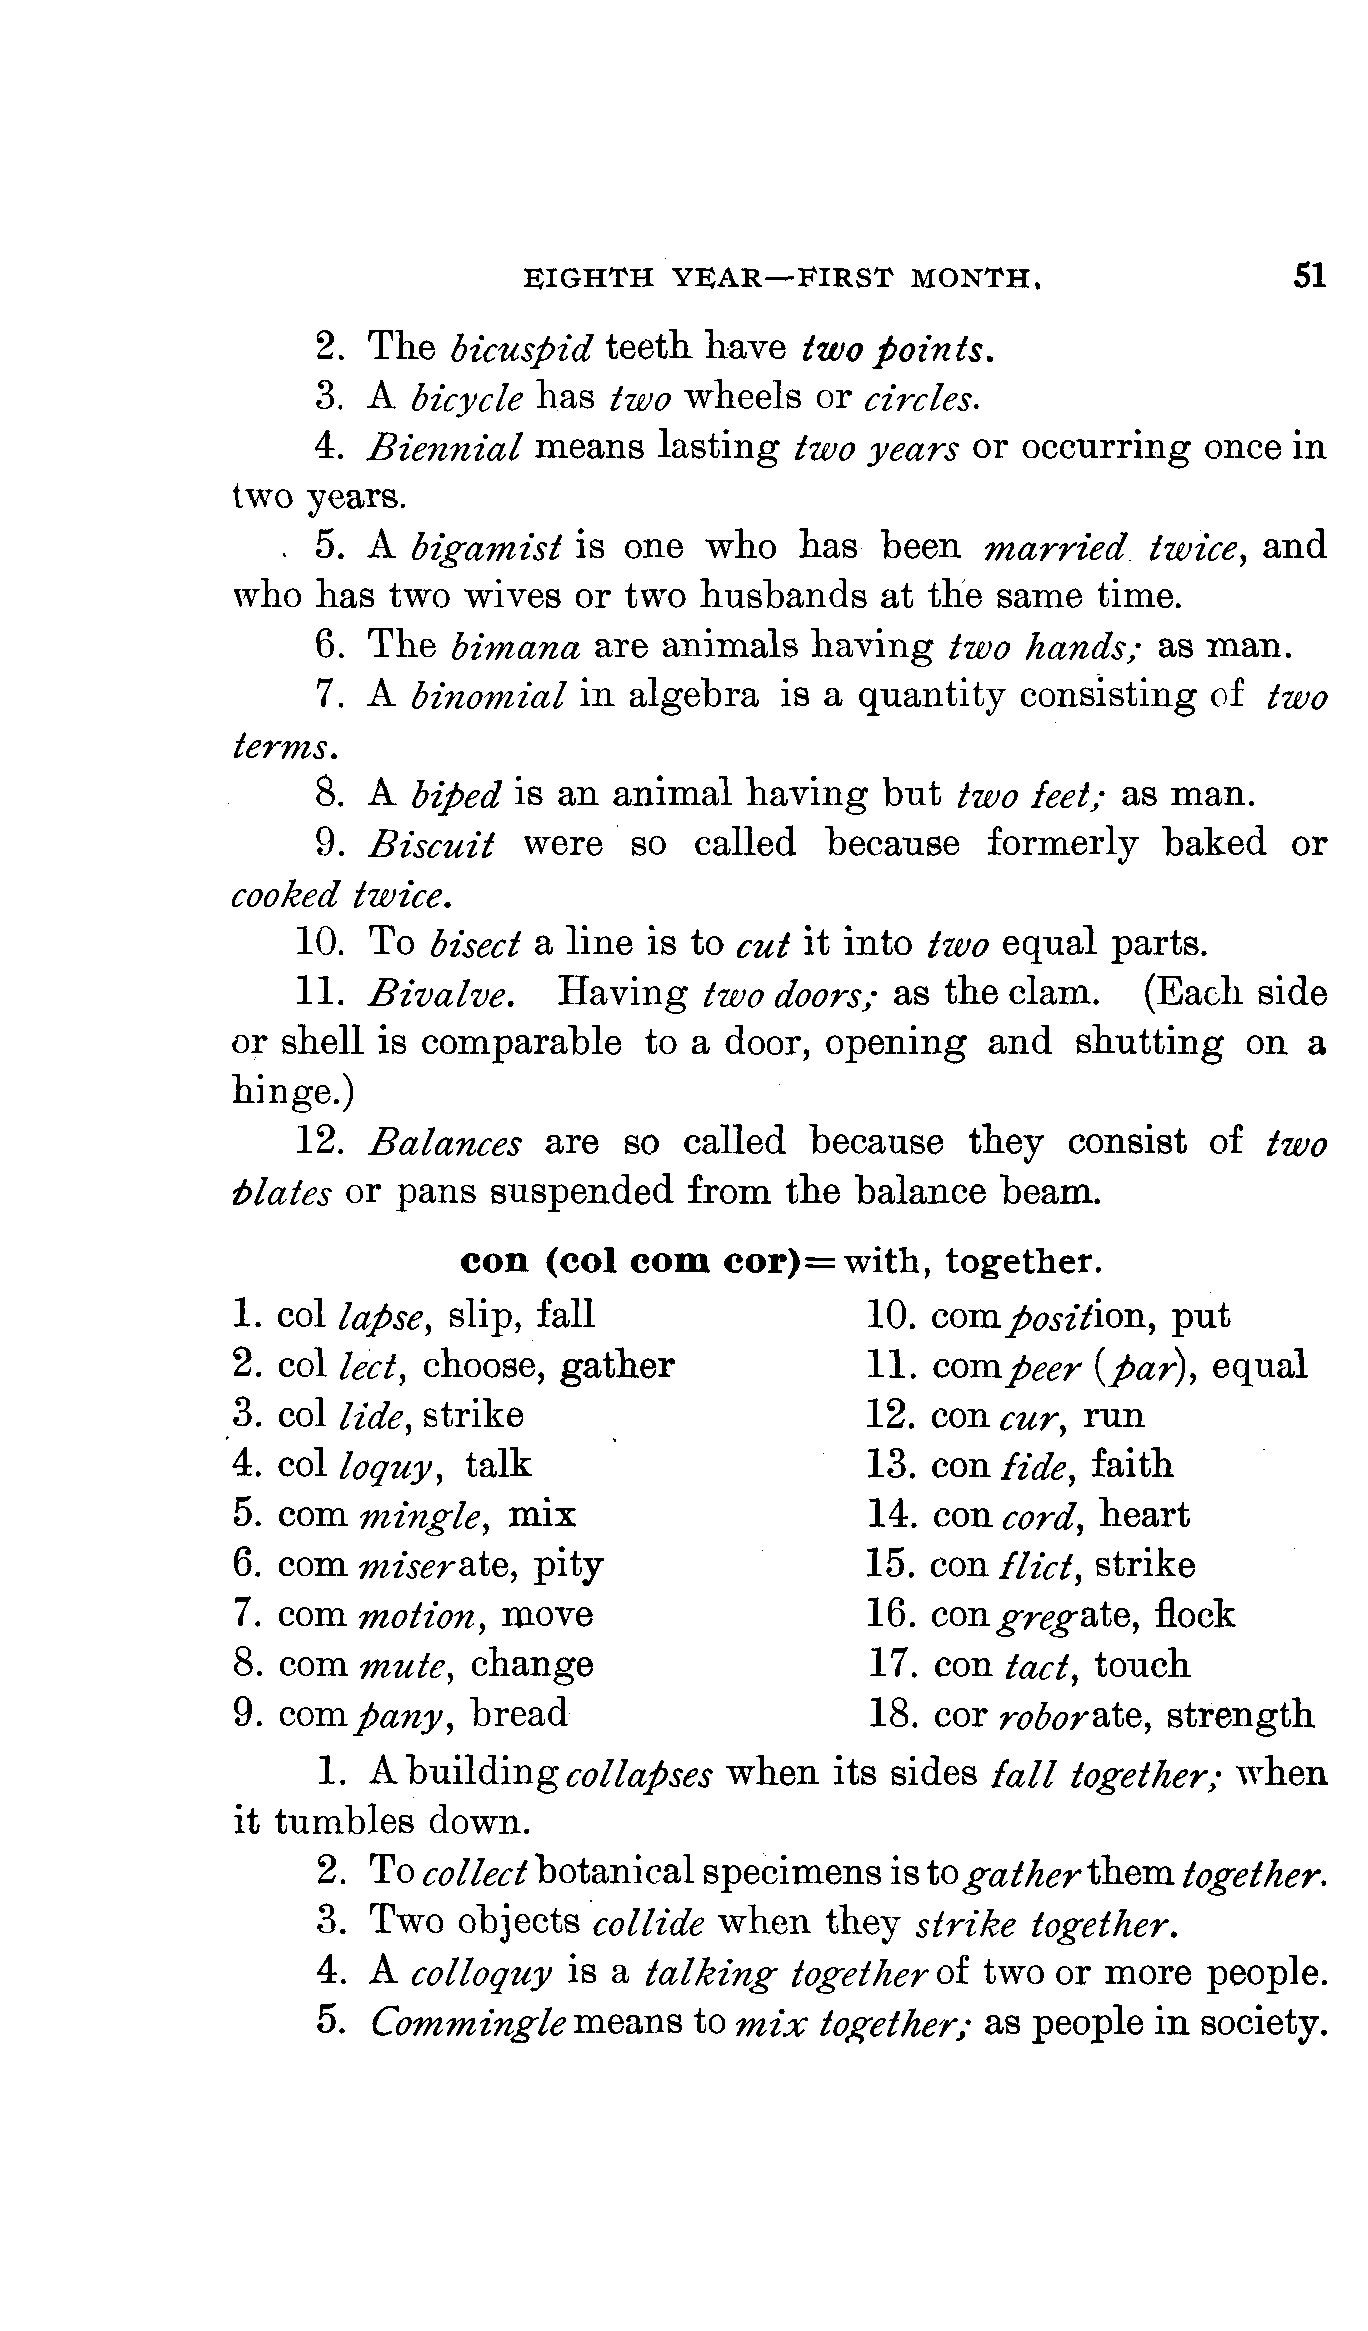 EIGHTH YEAR—FIRST MONTH. 51
2. The bicuspid teeth have two points.
3. A bicycle has two wheels or circles.
4. Biennial means lasting two years or occurring once in
two years.
5. A bigamist is one who has been married twice, and
who has two wives or two husbands at the same time.
6. The bimana are animals having two hands; as man.
7. A binomial in algebra is a quantity consisting of two
terms.
8. A biped is an animal having but two feet; as man.
9. Biscuit were so called because formerly baked or
cooked twice.
10. To bisect a line is to cut it into two equal parts.
11. Bivalve. Having two doors; as the clam. (Each side
or shell is comparable to a door, opening and shutting on a
hinge.)
12. Balances are so called because they consist of two
plates or pans suspended from the balance beam.
con (col com cor)=with, together.
1. col lapse, slip, fall
2. col lect, choose, gather
3. col lide, strike
4. col loquy, talk
5. com mingle, mix
6. com miserate, pity
7. com motion, move
8. com mute, change
9. com pany, bread
10. com position, put
11. com peer (par), equal
12. con cur, run
13. con fide, faith
14. con cord, heart
15. con flict, strike
16. con gregate, flock
17. con tact, touch
18. cor roborate, strength
1. A building collapses when its sides fall together; when
it tumbles down.
2. To collect botanical specimens is to gather them together.
3. Two objects collide when they strike together.
4. A colloquy is a talking together of two or more people.
5. Commingle means to mix together; as people in society.